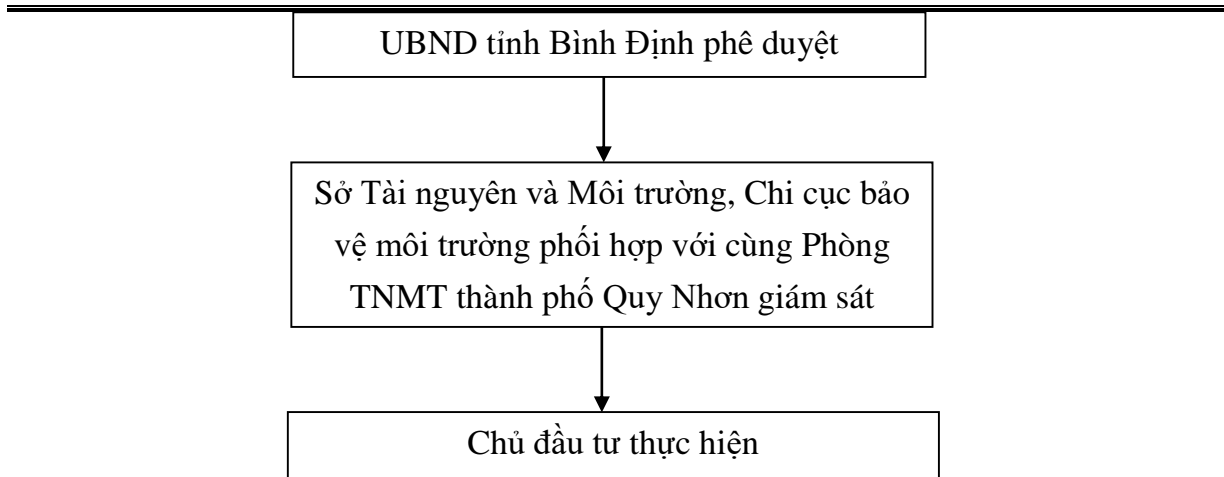 UBND tỉnh Bình Định phê duyệt
Sở Tài nguyên và Môi trường, Chi cục bảo
vệ môi trường phối hợp với cùng Phòng
TNMT thành phố Quy Nhơn giám sát
Chủ đầu tư thực hiện